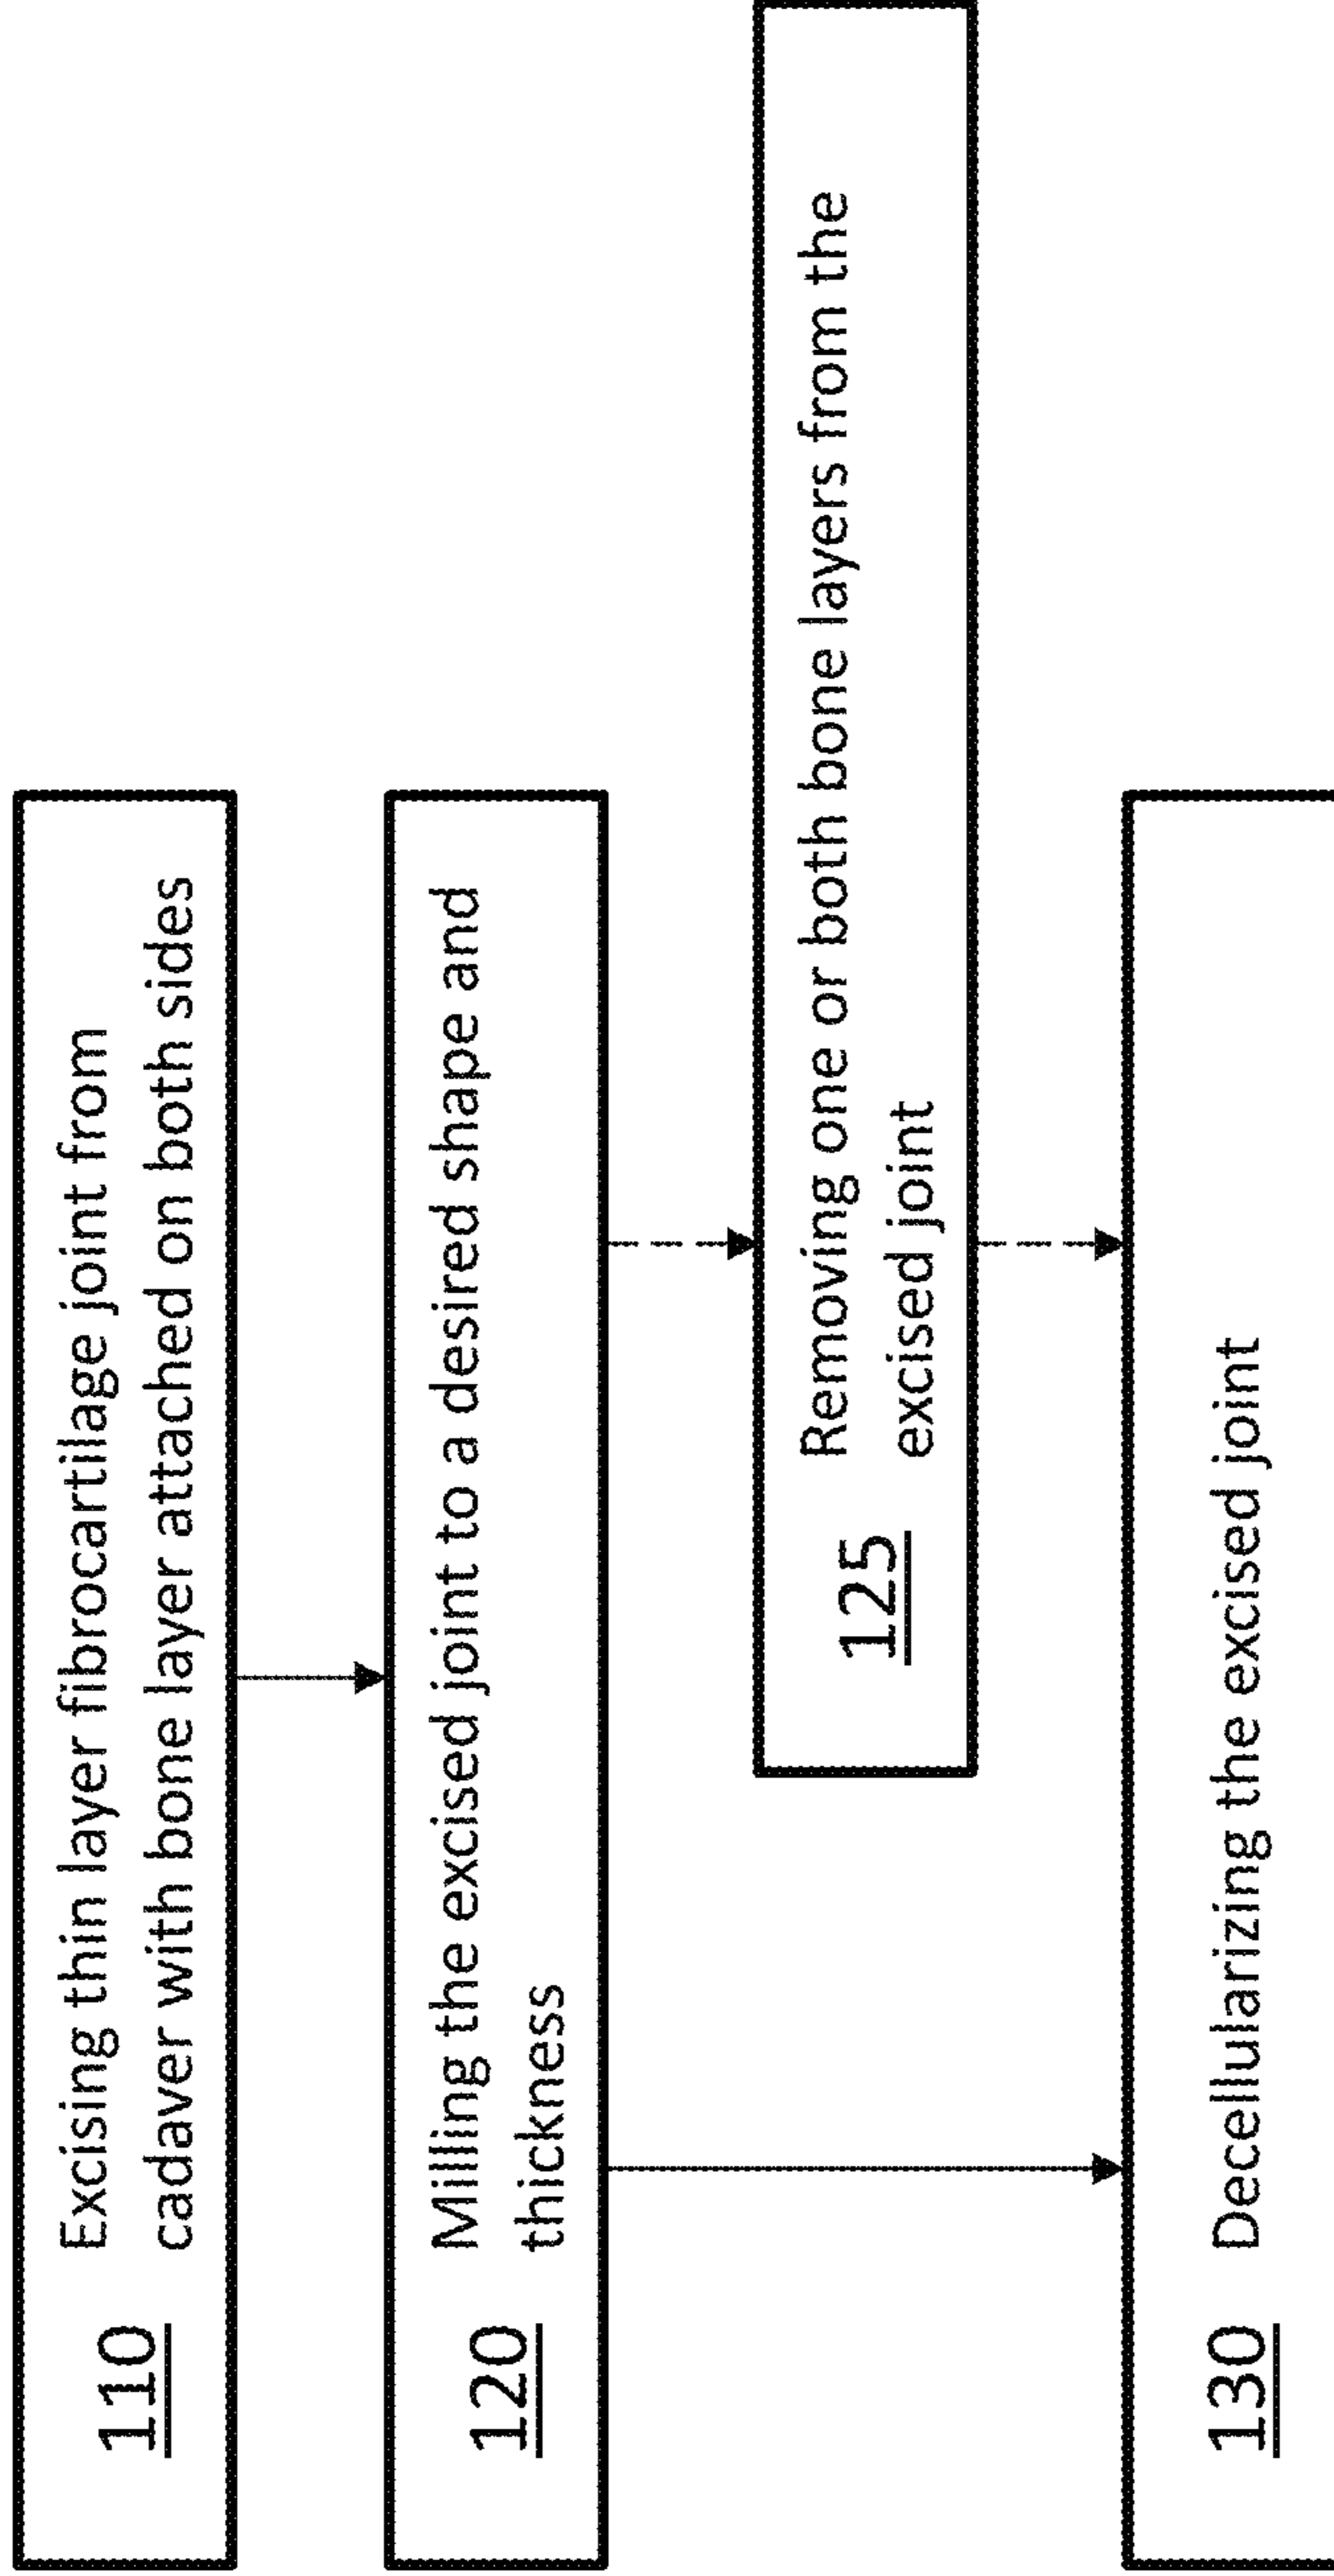 110 Excising thin layer fibrocartilage joint from
cadaver with bone layer attached on both sides
120 Milling the excised joint to a desired shape and
thickness
125 Removing one or both bone layers from the
excised joint
130 Decellularizing the excised joint